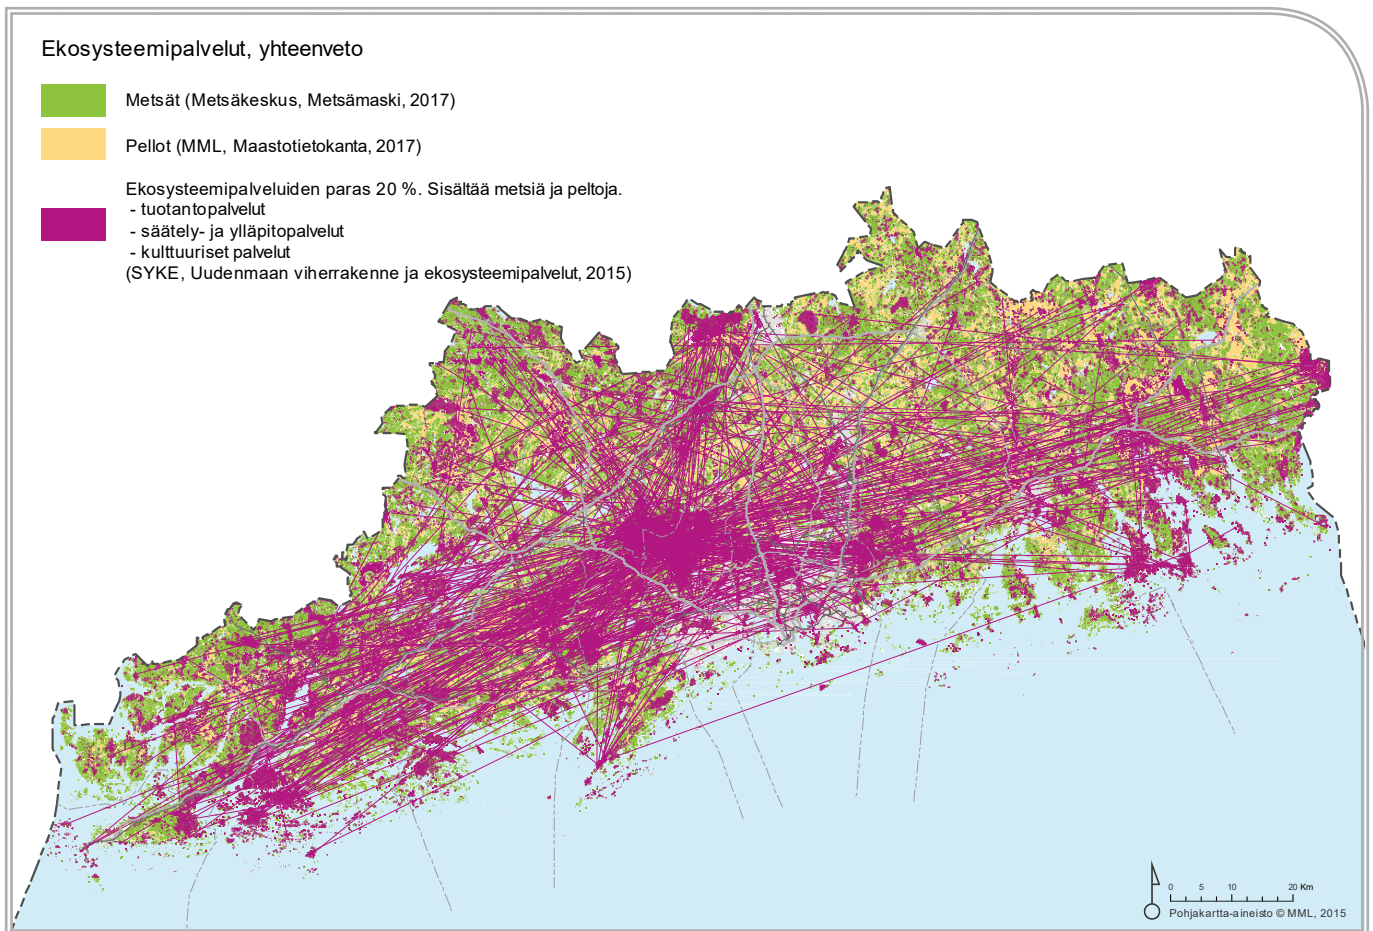 Ekosysteemipalvelut, yhteenveto
Metsät (Metsäkeskus, Metsämaski, 2017)
Pellot (MML, Maastotietokanta, 2017)
Ekosysteemipalveluiden paras 20 %. Sisältää metsiä ja peltoja.
- tuotantopalvelut
- säätely- ja ylläpitopalvelut
- kulttuuriset palvelut
(SYKE, Uudenmaan viherrakenne ja ekosysteemipalvelut, 2015)
0 5 10 20 Km
Pohjakartta-aineisto © MML, 2015